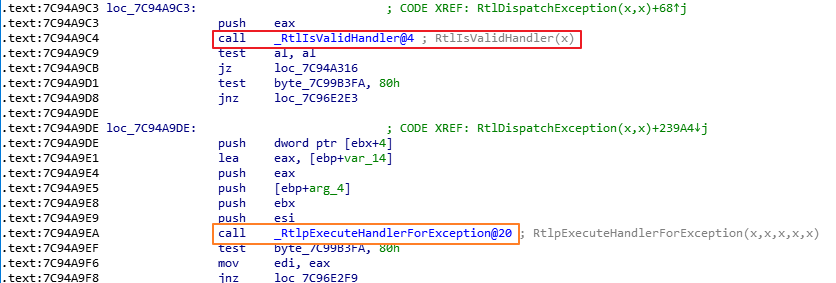 .text:7C94A9C3 loc_7C94A9C3: ; CODE XREF: RtlDispatchException(x,x)+68↑j
.text:7C94A9C3 push eax
.text:7C94A9C4 call _RtlIsValidHandler@4 ; RtlIsValidHandler(x)
.text:7C94A9C9 test al, al
.text:7C94A9CB jz loc_7C94A316
.text:7C94A9D1 test byte_7C99B3FA, 80h
.text:7C94A9D8 jnz loc_7C96E2E3
.text:7C94A9DE
.text:7C94A9DE loc_7C94A9DE: ; CODE XREF: RtlDispatchException(x,x)+239A4↓j
.text:7C94A9DE push dword ptr [ebx+4]
.text:7C94A9E1 lea eax, [ebp+var_14]
.text:7C94A9E4 push eax
.text:7C94A9E5 push [ebp+arg_4]
.text:7C94A9E8 push ebx
.text:7C94A9E9 push esi
.text:7C94A9EA call _RtlpExecuteHandlerForException@20 ; RtlpExecuteHandlerForException(x,x,x,x,x)
.text:7C94A9EF test byte_7C99B3FA, 80h
.text:7C94A9F6 mov edi, eax
.text:7C94A9F8 jnz loc_7C96E2F9